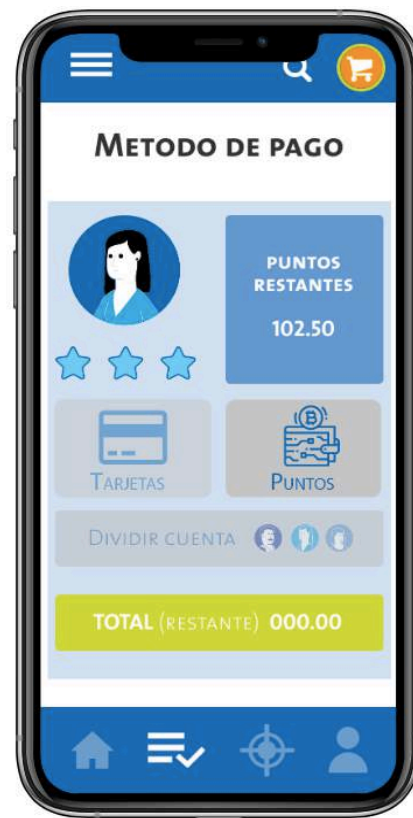 METODO DE PAGO
PUNTOS
RESTANTES
102.50
TARJETAS
PUNTOS
DIVIDIR CUENTA
TOTAL (RESTANTE) 000.00